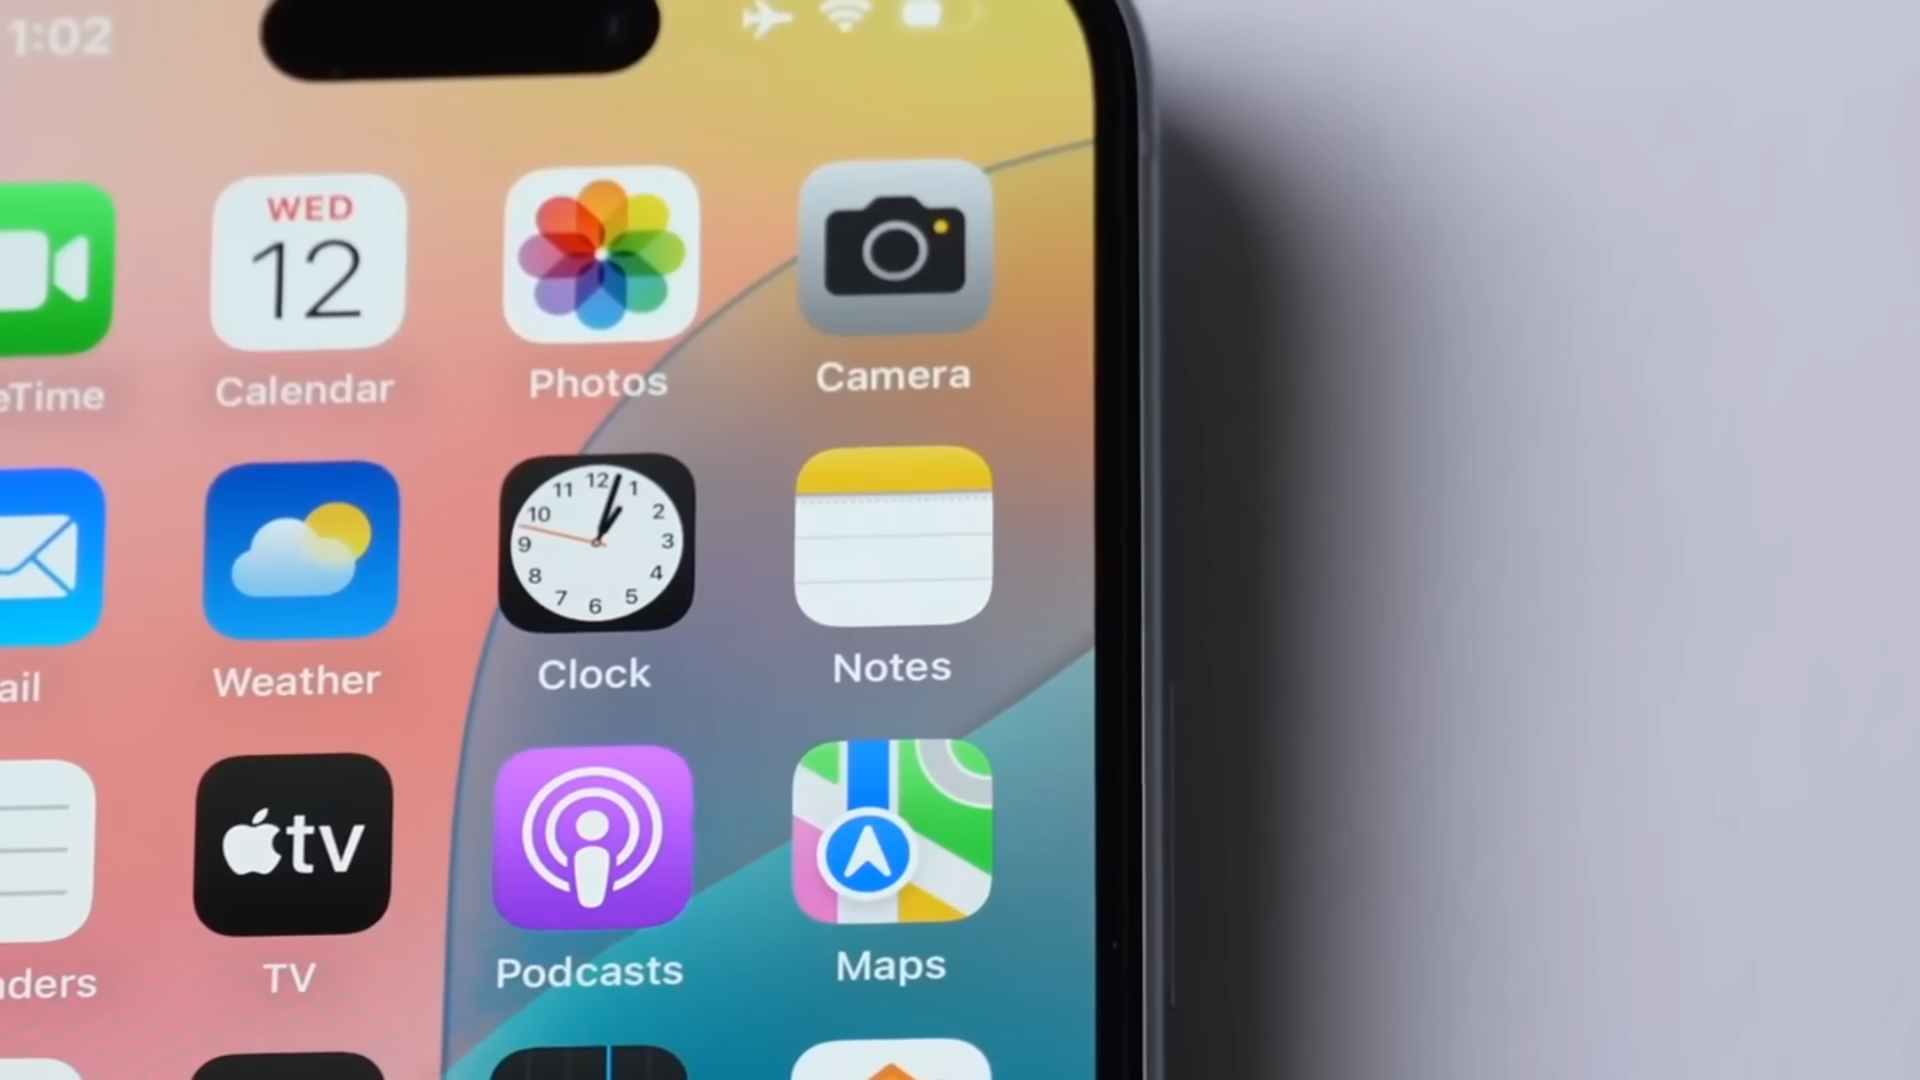 1:02
WED
12
eTime
Calendar
Photos
Camera
12
11
1
10
2
9
3
8
4
7
6
5
ail
Weather
Clock
Notes
tv
nders
TV
Podcasts
Maps